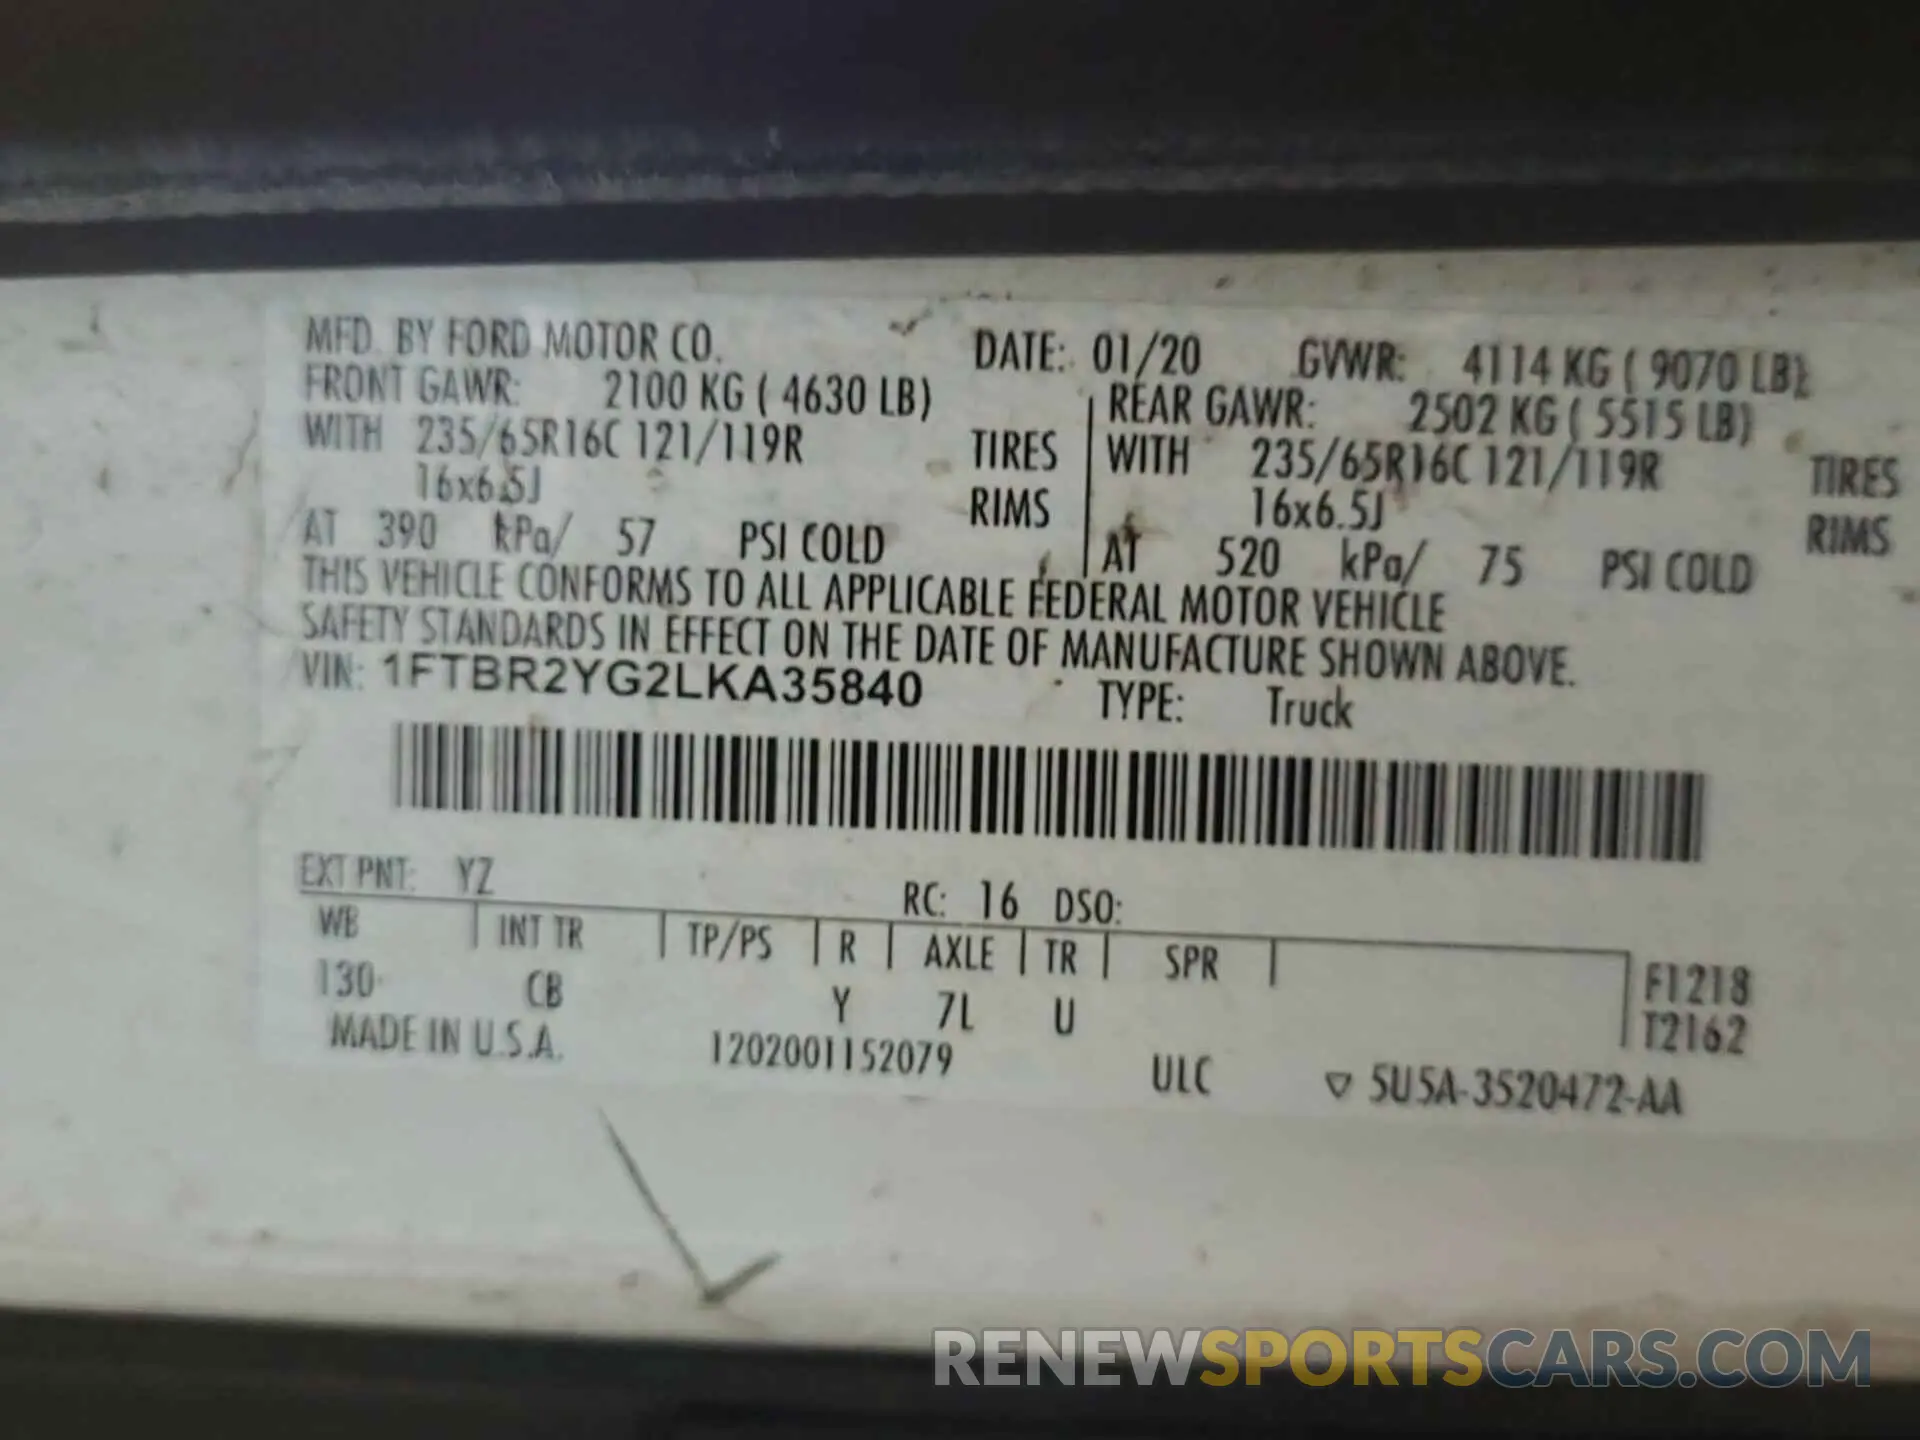 MFD. BY FORD MOTOR CO. DATE: 01/20 GVWR: 4114 KG ( 9070 LB)
FRONT GAWR: 2100 KG ( 4630 LB) REAR GAWR: 2502 KG ( 5515 LB)
WITH 235/65R16C 121/119R TIRES WITH 235/65R16C 121/119R TIRES
16x6.5J RIMS 16x6.5J RIMS
AT 390 kPa/ 57 PSI COLD AT 520 kPa/ 75 PSI COLD
THIS VEHICLE CONFORMS TO ALL APPLICABLE FEDERAL MOTOR VEHICLE
SAFETY STANDARDS IN EFFECT ON THE DATE OF MANUFACTURE SHOWN ABOVE.
VIN: 1FTBR2YG2LKA35840 TYPE: Truck
EXT PNT: YZ RC: 16 DSO:
WB INT TR TP/PS R AXLE TR SPR F1218
130 CB Y 7L U T2162
MADE IN U.S.A. 1202001152079 ULC ▽ 5U5A-3520472-AA
RENEWSPORTSCARS.COM